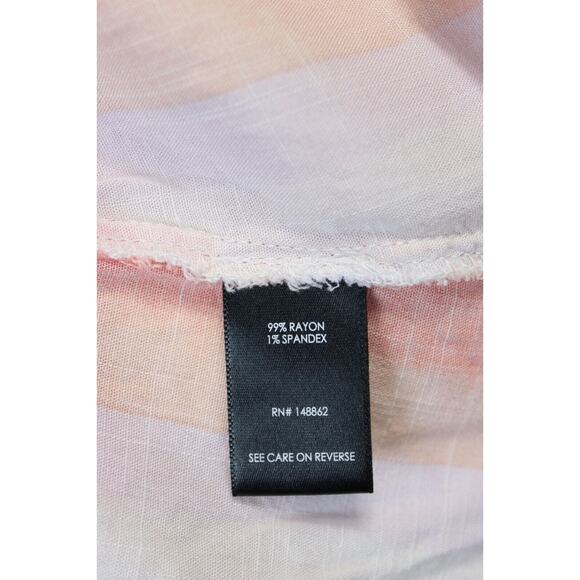 99% RAYON
1% SPANDEX
RN# 148862
SEE CARE ON REVERSE